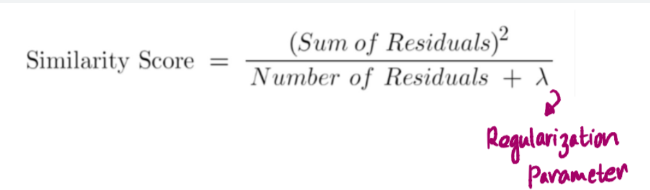 Similarity Score = (Sum of Residuals)² / Number of Residuals + λ
Regularization
Parameter